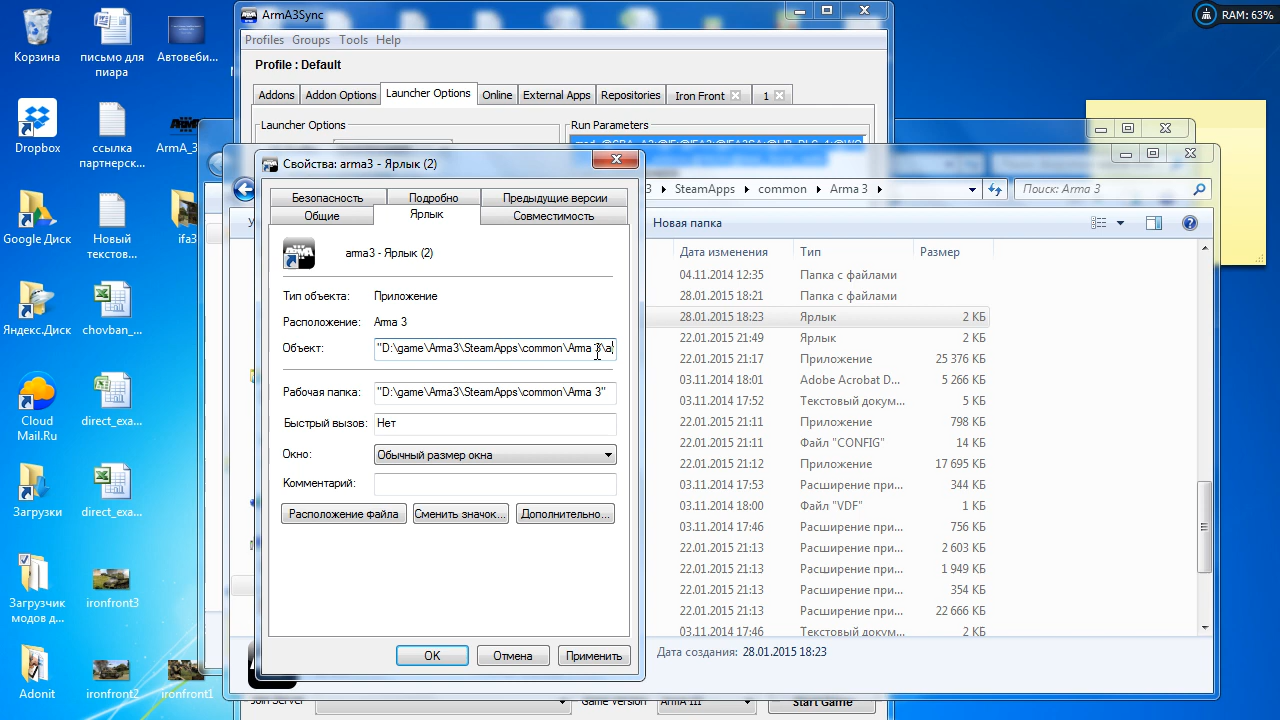 Корзина
письмо для
пиара
Автовеби...
Dropbox
ссылка
партнерск...
ArmA_3
Google Диск
Новый
текстов...
ifa3
Яндекс.Диск
chovban_...
Cloud
Mail.Ru
direct_exa...
Загрузки
direct_exa...
Загрузчик
модов д...
ironfront3
Adonit
ironfront2
ironfront1
RAM: 63%
ArmA3Sync
Profiles Groups Tools Help
Profile : Default
Addons Addon Options Launcher Options Online External Apps Repositories Iron Front 1
Launcher Options
Run Parameters
Свойства: arma3 - Ярлык (2)
Безопасность Подробно Предыдущие версии
Общие Ярлык Совместимость
arma3 - Ярлык (2)
Тип объекта: Приложение
Расположение: Arma 3
Объект: "D:\game\Arma3\SteamApps\common\Arma 3\a
Рабочая папка: "D:\game\Arma3\SteamApps\common\Arma 3"
Быстрый вызов: Нет
Окно: Обычный размер окна
Комментарий:
Расположение файла Сменить значок... Дополнительно...
OK Отмена Применить
3 SteamApps common Arma 3
Поиск: Arma 3
Новая папка
Дата изменения Тип Размер
04.11.2014 12:35 Папка с файлами
28.01.2015 18:21 Папка с файлами
28.01.2015 18:23 Ярлык 2 КБ
22.01.2015 21:49 Ярлык 2 КБ
22.01.2015 21:17 Приложение 25 376 КБ
03.11.2014 18:01 Adobe Acrobat D... 5 266 КБ
03.11.2014 17:52 Текстовый докум... 5 КБ
22.01.2015 21:11 Приложение 798 КБ
22.01.2015 21:11 Файл "CONFIG" 14 КБ
22.01.2015 21:12 Приложение 17 695 КБ
03.11.2014 17:53 Расширение при... 344 КБ
03.11.2014 18:00 Файл "VDF" 1 КБ
03.11.2014 17:46 Расширение при... 756 КБ
22.01.2015 21:13 Расширение при... 2 603 КБ
22.01.2015 21:13 Расширение при... 1 949 КБ
22.01.2015 21:13 Расширение при... 354 КБ
22.01.2015 21:13 Расширение при... 22 666 КБ
03.11.2014 17:46 Текстовый докум... 2 КБ
Дата создания: 28.01.2015 18:23
Join Server Game Version ArmA III Start Game